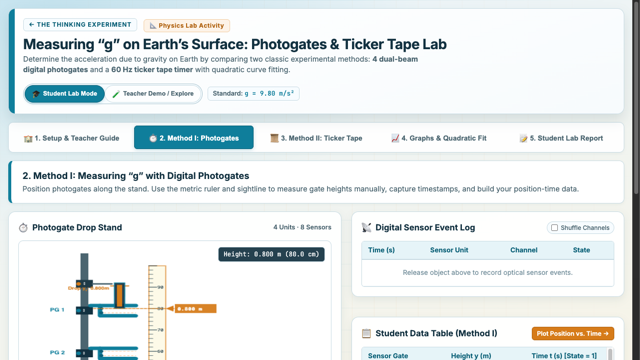 ← THE THINKING EXPERIMENT
📐 Physics Lab Activity
Measuring “g” on Earth’s Surface: Photogates & Ticker Tape Lab
Determine the acceleration due to gravity on Earth by comparing two classic experimental methods: 4 dual-beam
digital photogates and a 60 Hz ticker tape timer with quadratic curve fitting.
🎓 Student Lab Mode
🧪 Teacher Demo / Explore
Standard: g = 9.80 m/s²
1. Setup & Teacher Guide
2. Method I: Photogates
3. Method II: Ticker Tape
4. Graphs & Quadratic Fit
5. Student Lab Report
2. Method I: Measuring “g” with Digital Photogates
Position photogates along the stand. Use the metric ruler and sightline to measure gate heights manually, capture timestamps, and build your position-time data.
Photogate Drop Stand
4 Units · 8 Sensors
Height: 0.800 m (80.0 cm)
90
80
70
0.800 m
PG 1
PG 2
Digital Sensor Event Log
Shuffle Channels
Time (s)
Sensor Unit
Channel
State
Release object above to record optical sensor events.
Student Data Table (Method I)
Plot Position vs. Time →
Sensor Gate
Height y (m)
Time t (s) [State = 1]